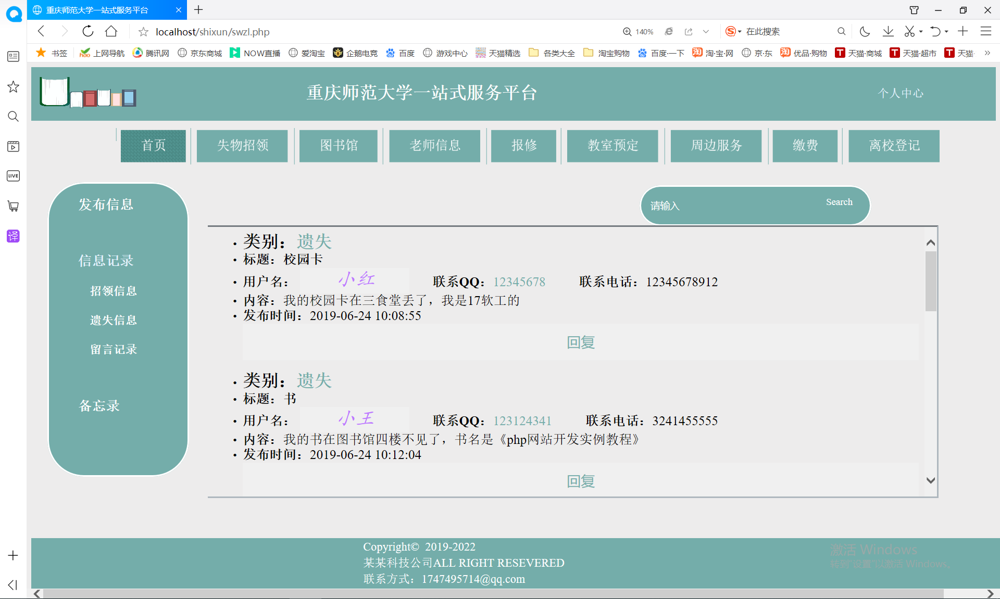 重庆师范大学一站式服务平台
localhost/shixun/swzl.php
140%
在此搜索
书签 上网导航 腾讯网 京东商城 NOW直播 爱淘宝 企鹅电竞 百度 游戏中心 天猫精选 各类大全 淘宝购物 百度·一下 淘·宝·网 京·东 优品·购物 天猫·商城 天猫·超市 天猫·
LIVE
译
重庆师范大学一站式服务平台
个人中心
首页 失物招领 图书馆 老师信息 报修 教室预定 周边服务 缴费 离校登记
发布信息
信息记录
招领信息
遗失信息
留言记录
备忘录
请输入 Search
• 类别：遗失
• 标题：校园卡
• 用户名： 小红 联系QQ：12345678 联系电话：12345678912
• 内容：我的校园卡在三食堂丢了，我是17软工的
• 发布时间：2019-06-24 10:08:55
回复
• 类别：遗失
• 标题：书
• 用户名： 小王 联系QQ：123124341 联系电话：3241455555
• 内容：我的书在图书馆四楼不见了，书名是《php网站开发实例教程》
• 发布时间：2019-06-24 10:12:04
回复
Copyright© 2019-2022
某某科技公司ALL RIGHT RESEVERED
联系方式：1747495714@qq.com
激活 Windows
转到"设置"以激活 Windows。